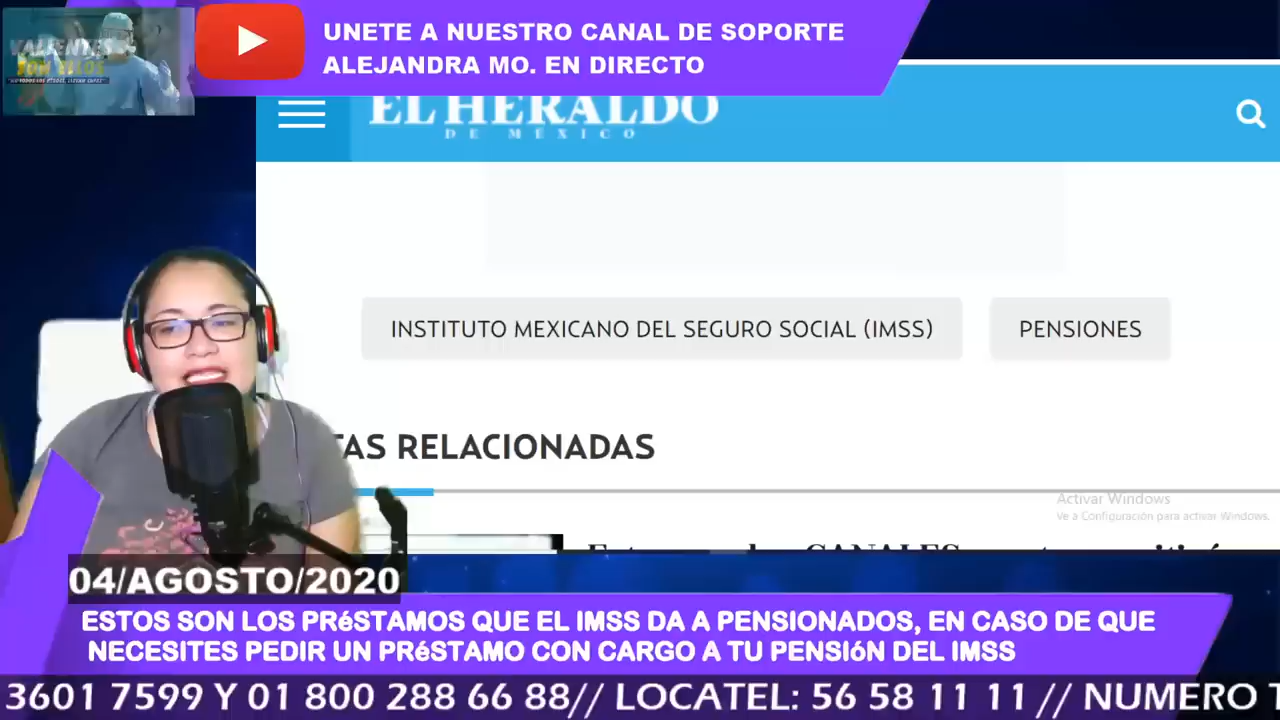 VALIENTES
SON ELLOS
UNETE A NUESTRO CANAL DE SOPORTE
ALEJANDRA MO. EN DIRECTO
EL HERALDO
DE MÉXICO
INSTITUTO MEXICANO DEL SEGURO SOCIAL (IMSS)
PENSIONES
TAS RELACIONADAS
Activar Windows
Ve a Configuración para activar Windows.
04/AGOSTO/2020
ESTOS SON LOS PRéSTAMOS QUE EL IMSS DA A PENSIONADOS, EN CASO DE QUE
NECESITES PEDIR UN PRéSTAMO CON CARGO A TU PENSIóN DEL IMSS
3601 7599 Y 01 800 288 66 88// LOCATEL: 56 58 11 11 // NUMERO T